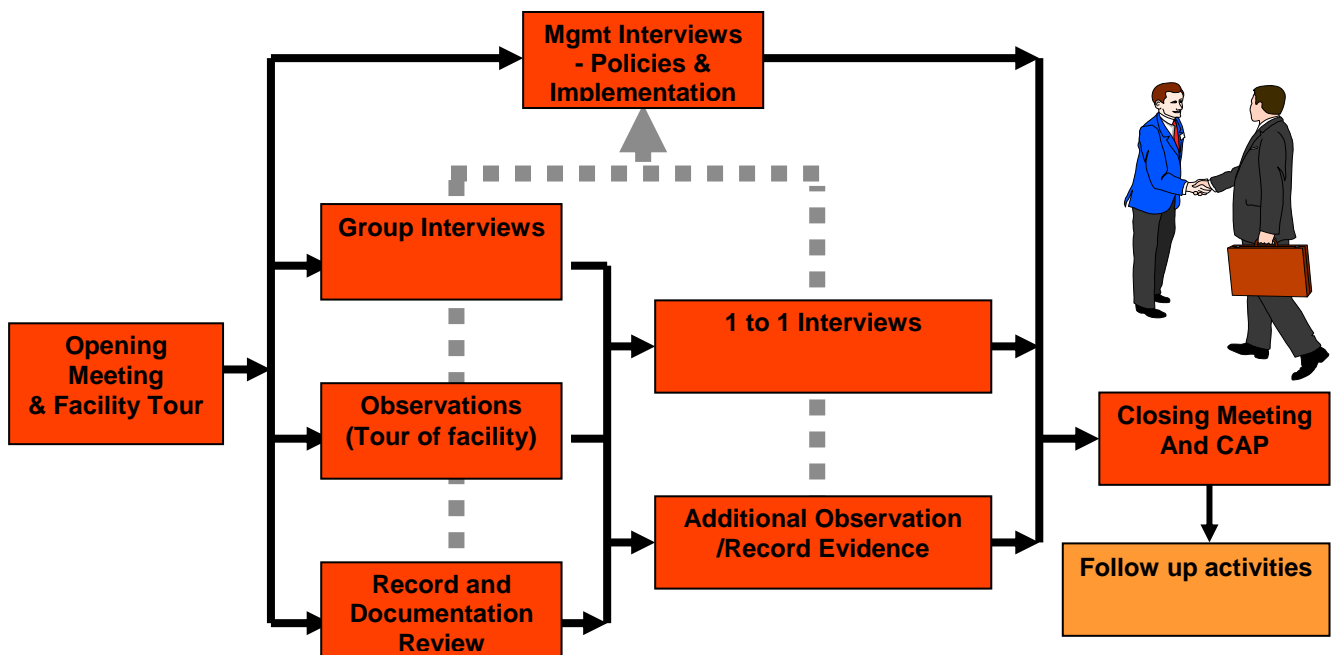 Mgmt Interviews
- Policies &
Implementation
Group Interviews
Opening
Meeting
& Facility Tour
1 to 1 Interviews
Observations
(Tour of facility)
Closing Meeting
And CAP
Additional Observation
/Record Evidence
Follow up activities
Record and
Documentation
Review